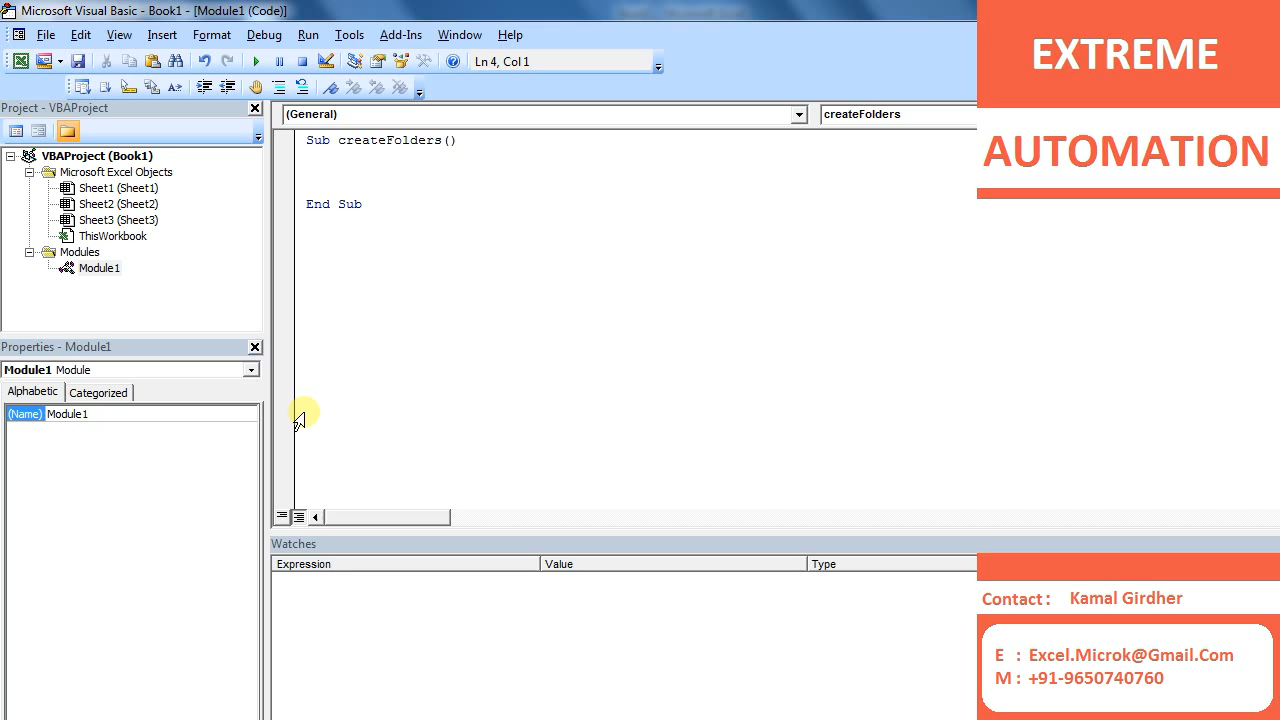 Microsoft Visual Basic - Book1 - [Module1 (Code)]
File Edit View Insert Format Debug Run Tools Add-Ins Window Help
Ln 4, Col 1
Project - VBAProject
VBAProject (Book1)
Microsoft Excel Objects
Sheet1 (Sheet1)
Sheet2 (Sheet2)
Sheet3 (Sheet3)
ThisWorkbook
Modules
Module1
Properties - Module1
Module1 Module
Alphabetic Categorized
(Name) Module1
(General) createFolders
Sub createFolders()
End Sub
Watches
Expression Value Type
EXTREME
AUTOMATION
Contact : Kamal Girdher
E : Excel.Microk@Gmail.Com
M : +91-9650740760